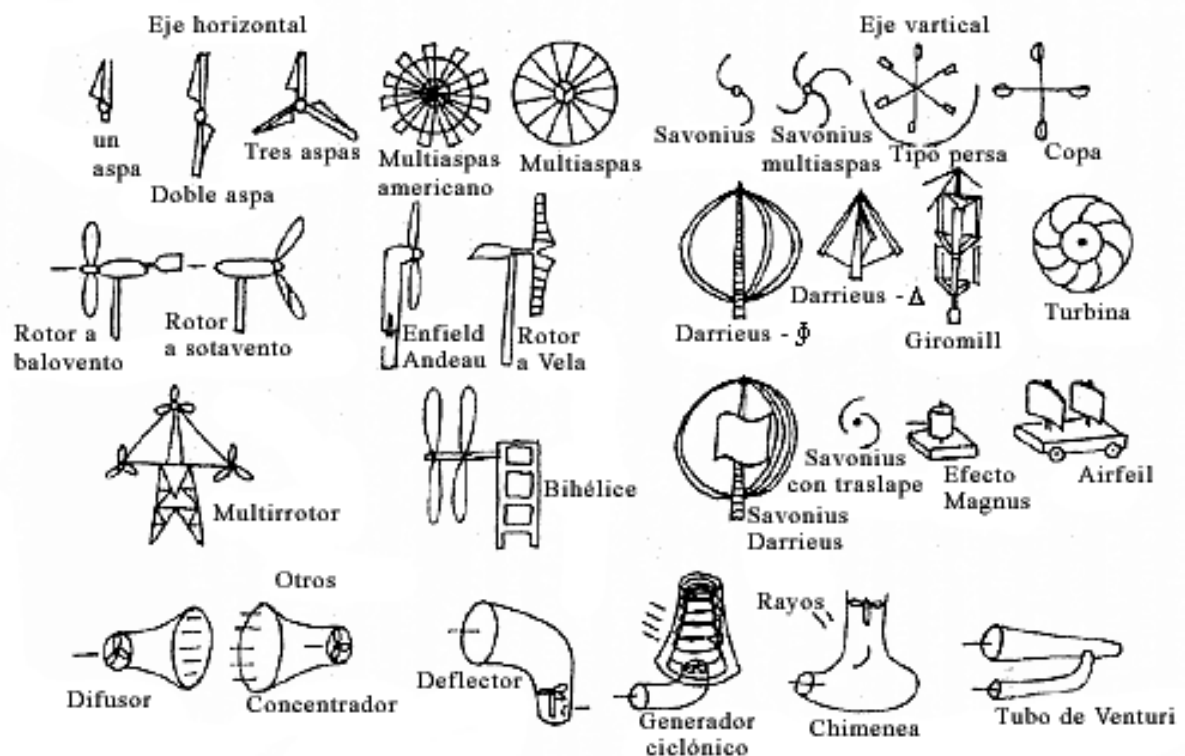 Eje horizontal
Eje vartical
un
aspa
Doble aspa
Tres aspas
Multiaspas
americano
Multiaspas
Savonius
Savonius
multiaspas
Tipo persa
Copa
Rotor a
balovento
Rotor
a sotavento
Enfield
Andeau
Rotor
a Vela
Darrieus - ϕ
Darrieus - Δ
Giromill
Turbina
Multirrotor
Bihélice
Savonius
Darrieus
Savonius
con traslape
Efecto
Magnus
Airfeil
Otros
Difusor
Concentrador
Deflector
Generador
ciclónico
Rayos
Chimenea
Tubo de Venturi